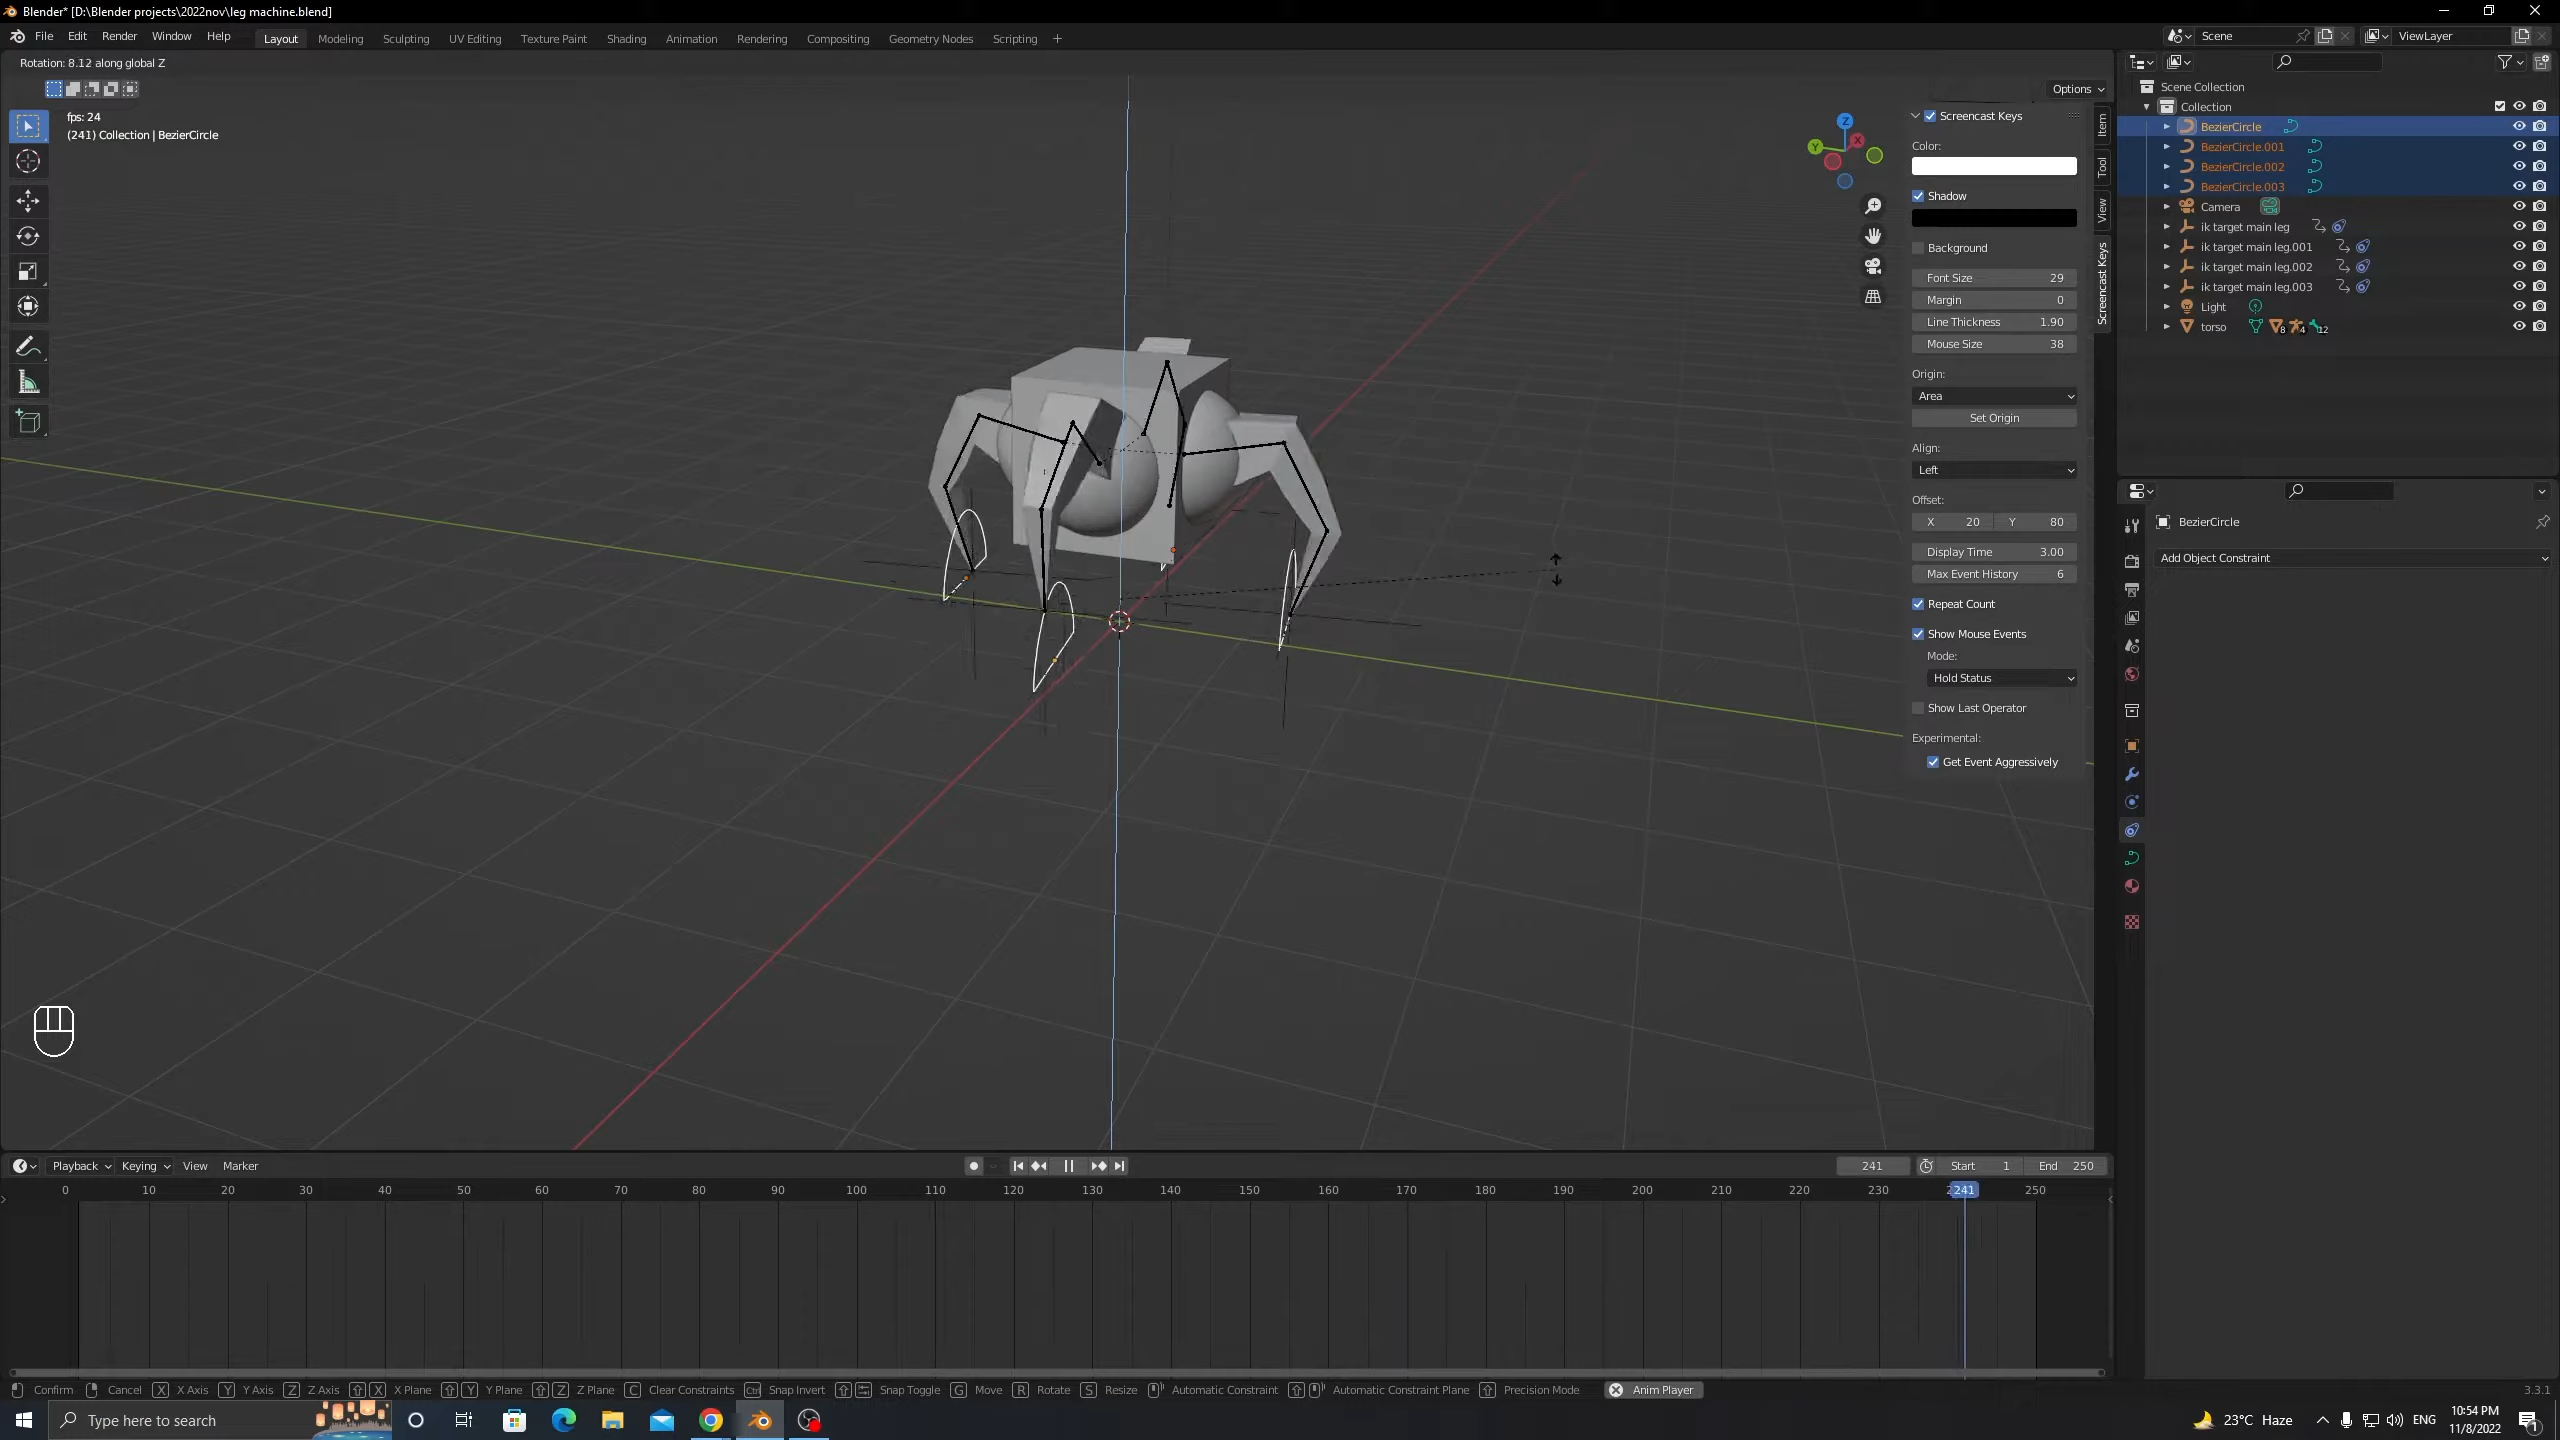 Blender* [D:\Blender projects\2022nov\leg machine.blend]
File Edit Render Window Help Layout Modeling Sculpting UV Editing Texture Paint Shading Animation Rendering Compositing Geometry Nodes Scripting + Scene ViewLayer
Rotation: 8.12 along global Z
Options
fps: 24
(241) Collection | BezierCircle
Z
Y
X
Item
Tool
View
Screencast Keys
Screencast Keys
Color:
Shadow
Background
Font Size 29
Margin 0
Line Thickness 1.90
Mouse Size 38
Origin:
Area
Set Origin
Align:
Left
Offset:
X 20 Y 80
Display Time 3.00
Max Event History 6
Repeat Count
Show Mouse Events
Mode:
Hold Status
Show Last Operator
Experimental:
Get Event Aggressively
Scene Collection
Collection
BezierCircle
BezierCircle.001
BezierCircle.002
BezierCircle.003
Camera
ik target main leg
ik target main leg.001
ik target main leg.002
ik target main leg.003
Light
torso 8 4 12
BezierCircle
Add Object Constraint
Playback Keying View Marker 241 Start 1 End 250
0 10 20 30 40 50 60 70 80 90 100 110 120 130 140 150 160 170 180 190 200 210 220 230 241 250
Confirm Cancel X X Axis Y Y Axis Z Z Axis X X Plane Y Y Plane Z Z Plane C Clear Constraints Ctrl Snap Invert Snap Toggle G Move R Rotate S Resize Automatic Constraint Automatic Constraint Plane Precision Mode Anim Player 3.3.1
Type here to search 23°C Haze ENG 10:54 PM
11/8/2022 1